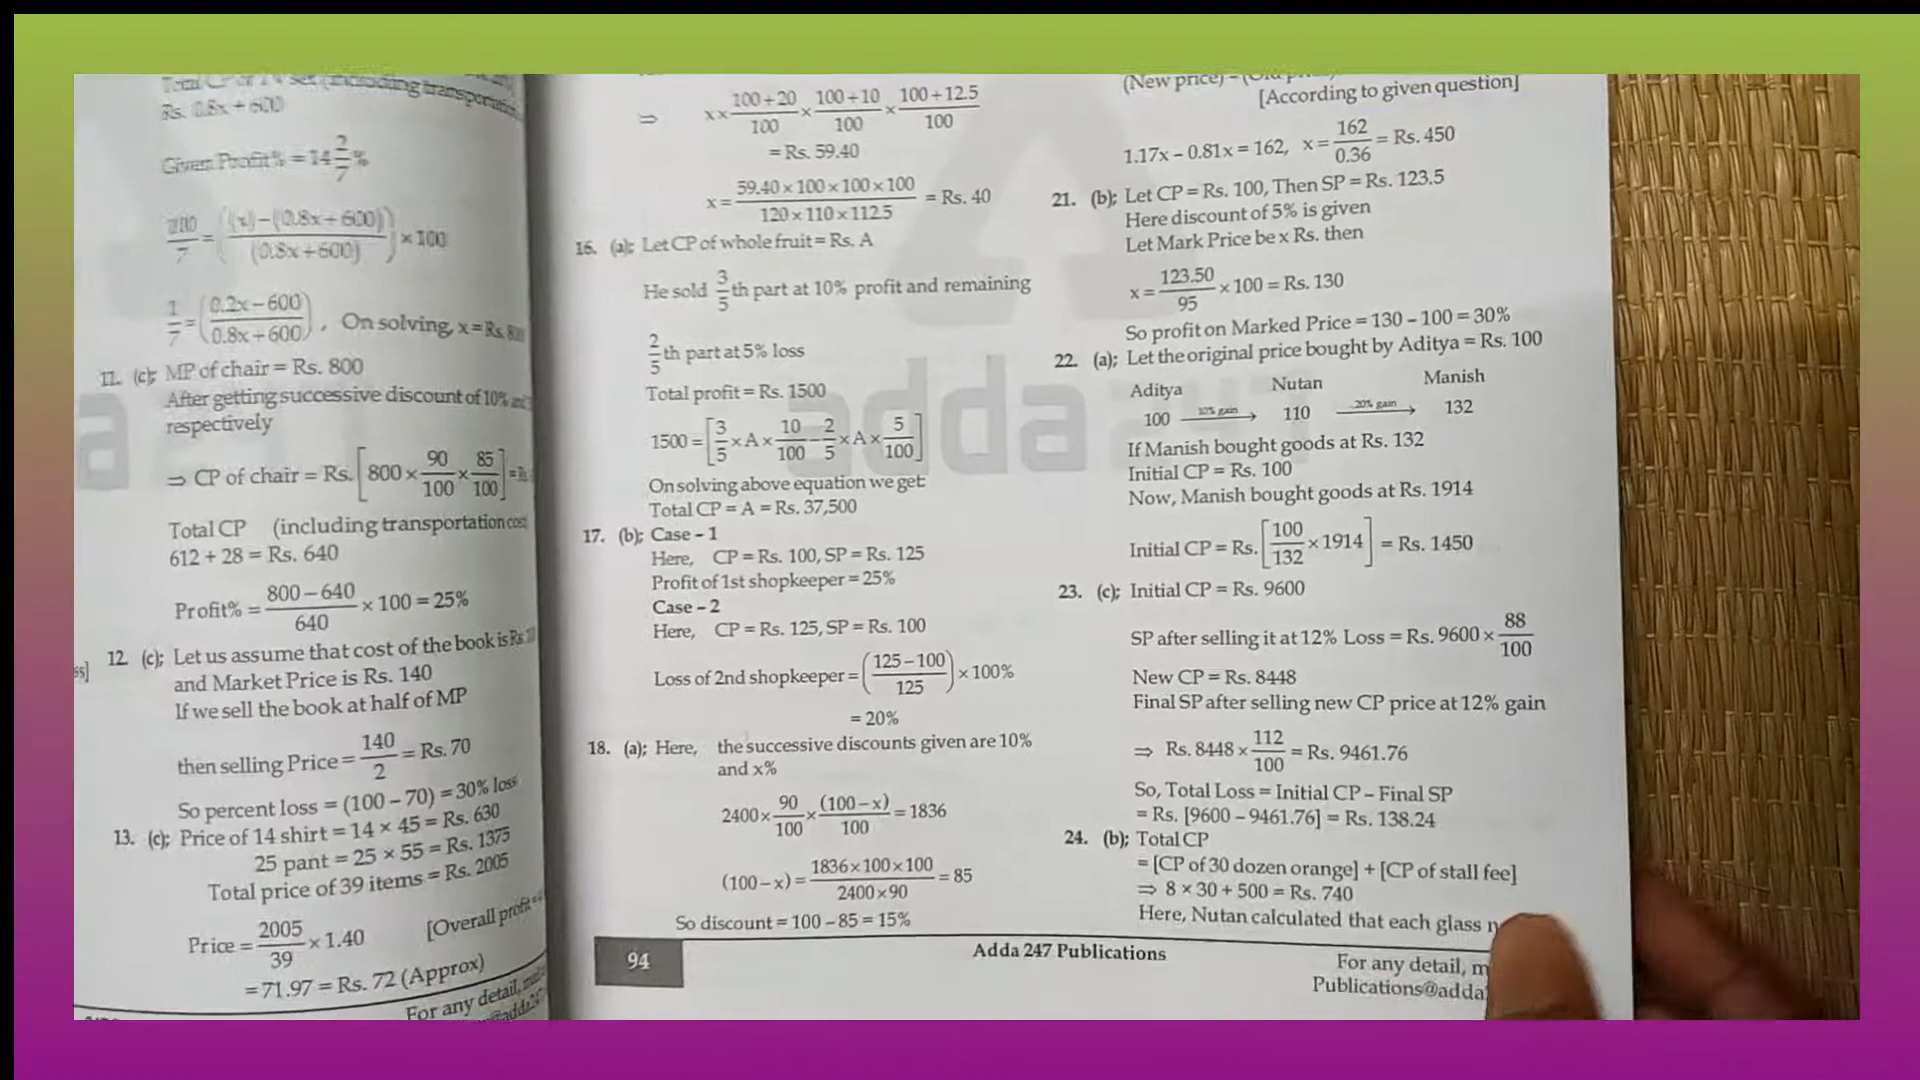 Total CP of TV set (including transportation
Rs. 0.8x + 600
Given Profit% = 14 2/7 %
100/7 = ((x) – (0.8x + 600) / (0.8x + 600)) × 100
1/7 = (0.2x – 600 / 0.8x + 600) , On solving, x = Rs.
11. (c); MP of chair = Rs. 800
After getting successive discount of 10% and
respectively
⇒ CP of chair = Rs. [800 × 90/100 × 85/100] =
Total CP (including transportation cost
612 + 28 = Rs. 640
Profit% = 800 – 640 / 640 × 100 = 25%
12. (c); Let us assume that cost of the book is Rs.
and Market Price is Rs. 140
If we sell the book at half of MP
then selling Price = 140/2 = Rs. 70
So percent loss = (100 – 70) = 30% loss
13. (c); Price of 14 shirt = 14 × 45 = Rs. 630
25 pant = 25 × 55 = Rs. 1375
Total price of 39 items = Rs. 2005
Price = 2005/39 × 1.40 [Overall profit =
= 71.97 = Rs. 72 (Approx)
For any detail,
⇒ x × 100+20/100 × 100+10/100 × 100+12.5/100
= Rs. 59.40
x = 59.40 × 100 × 100 × 100 / 120 × 110 × 112.5 = Rs. 40
16. (a); Let CP of whole fruit = Rs. A
He sold 3/5 th part at 10% profit and remaining
2/5 th part at 5% loss
Total profit = Rs. 1500
1500 = [3/5 × A × 10/100 – 2/5 × A × 5/100]
On solving above equation we get
Total CP = A = Rs. 37,500
17. (b); Case – 1
Here, CP = Rs. 100, SP = Rs. 125
Profit of 1st shopkeeper = 25%
Case – 2
Here, CP = Rs. 125, SP = Rs. 100
Loss of 2nd shopkeeper = (125 – 100 / 125) × 100%
= 20%
18. (a); Here, the successive discounts given are 10%
and x%
2400 × 90/100 × (100 – x)/100 = 1836
(100 – x) = 1836 × 100 × 100 / 2400 × 90 = 85
So discount = 100 – 85 = 15%
94
Adda 247 Publications
(New price) –
[According to given question]
1.17x – 0.81x = 162, x = 162/0.36 = Rs. 450
21. (b); Let CP = Rs. 100, Then SP = Rs. 123.5
Here discount of 5% is given
Let Mark Price be x Rs. then
x = 123.50/95 × 100 = Rs. 130
So profit on Marked Price = 130 – 100 = 30%
22. (a); Let the original price bought by Aditya = Rs. 100
Aditya Nutan Manish
100 10% gain 110 20% gain 132
If Manish bought goods at Rs. 132
Initial CP = Rs. 100
Now, Manish bought goods at Rs. 1914
Initial CP = Rs. [100/132 × 1914] = Rs. 1450
23. (c); Initial CP = Rs. 9600
SP after selling it at 12% Loss = Rs. 9600 × 88/100
New CP = Rs. 8448
Final SP after selling new CP price at 12% gain
⇒ Rs. 8448 × 112/100 = Rs. 9461.76
So, Total Loss = Initial CP – Final SP
= Rs. [9600 – 9461.76] = Rs. 138.24
24. (b); Total CP
= [CP of 30 dozen orange] + [CP of stall fee]
⇒ 8 × 30 + 500 = Rs. 740
Here, Nutan calculated that each glass
For any detail, m
Publications@adda
adda247